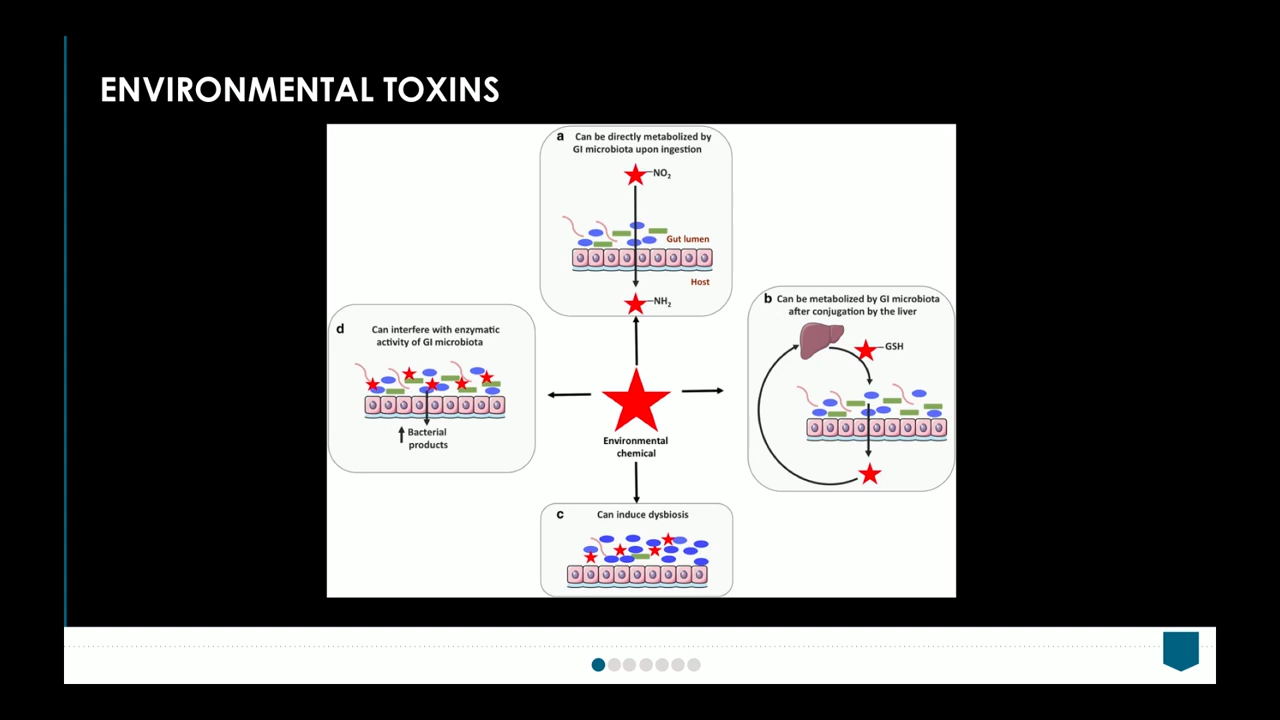 ENVIRONMENTAL TOXINS
a Can be directly metabolized by
GI microbiota upon ingestion
NO₂
Gut lumen
Host
NH₂
b Can be metabolized by GI microbiota
after conjugation by the liver
GSH
d Can interfere with enzymatic
activity of GI microbiota
Bacterial
products
Environmental
chemical
c Can induce dysbiosis